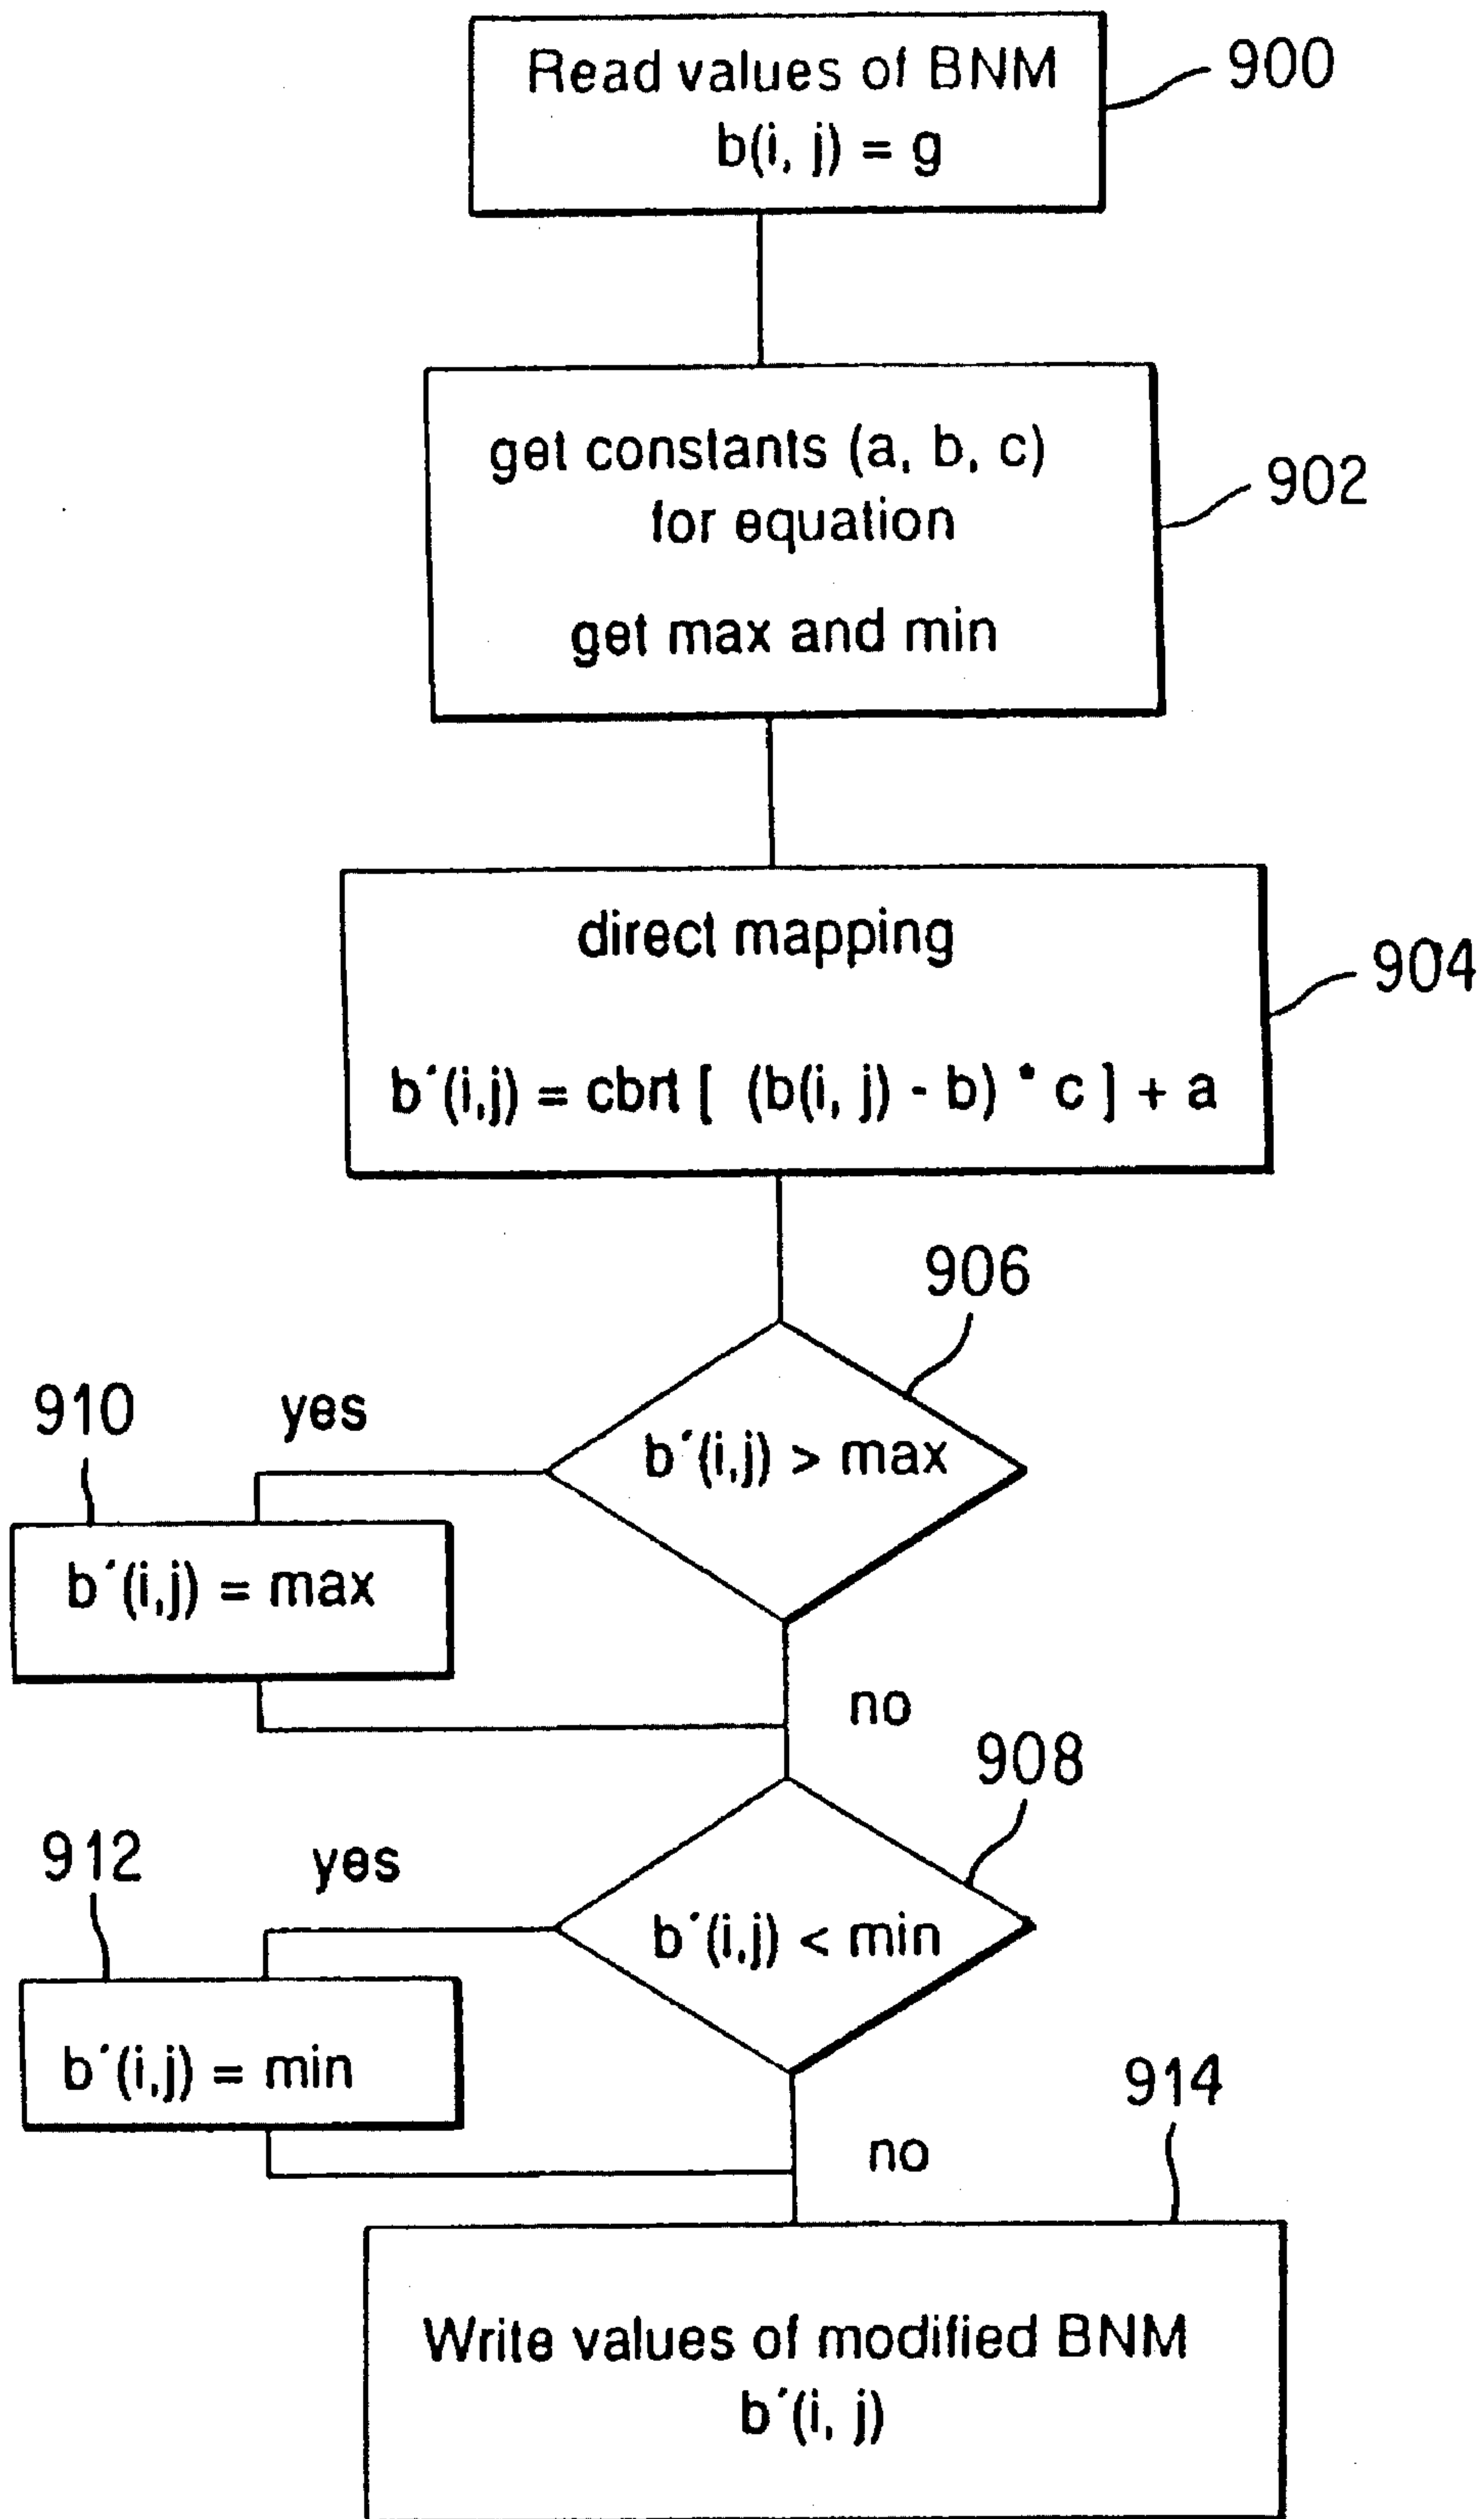 Read values of BNM
b(i, j) = g
900
get constants (a, b, c)
for equation
get max and min
902
direct mapping
b´(i,j) = cbrt [ (b(i, j) - b) * c ] + a
904
906
b´(i,j) > max
910
yes
b´(i,j) = max
no
908
b´(i,j) < min
912
yes
b´(i,j) = min
no
914
Write values of modified BNM
b´(i, j)